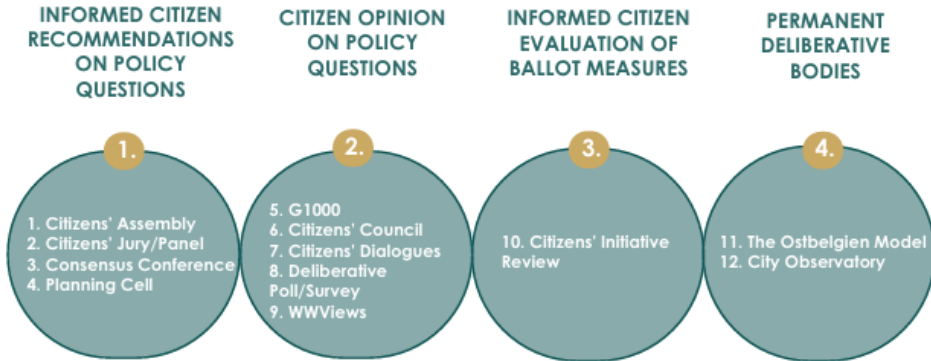 INFORMED CITIZEN
RECOMMENDATIONS
ON POLICY
QUESTIONS
1.
1. Citizens' Assembly
2. Citizens' Jury/Panel
3. Consensus Conference
4. Planning Cell
CITIZEN OPINION
ON POLICY
QUESTIONS
2.
5. G1000
6. Citizens' Council
7. Citizens' Dialogues
8. Deliberative
Poll/Survey
9. WWViews
INFORMED CITIZEN
EVALUATION OF
BALLOT MEASURES
3.
10. Citizens' Initiative
Review
PERMANENT
DELIBERATIVE
BODIES
4.
11. The Ostbelgien Model
12. City Observatory